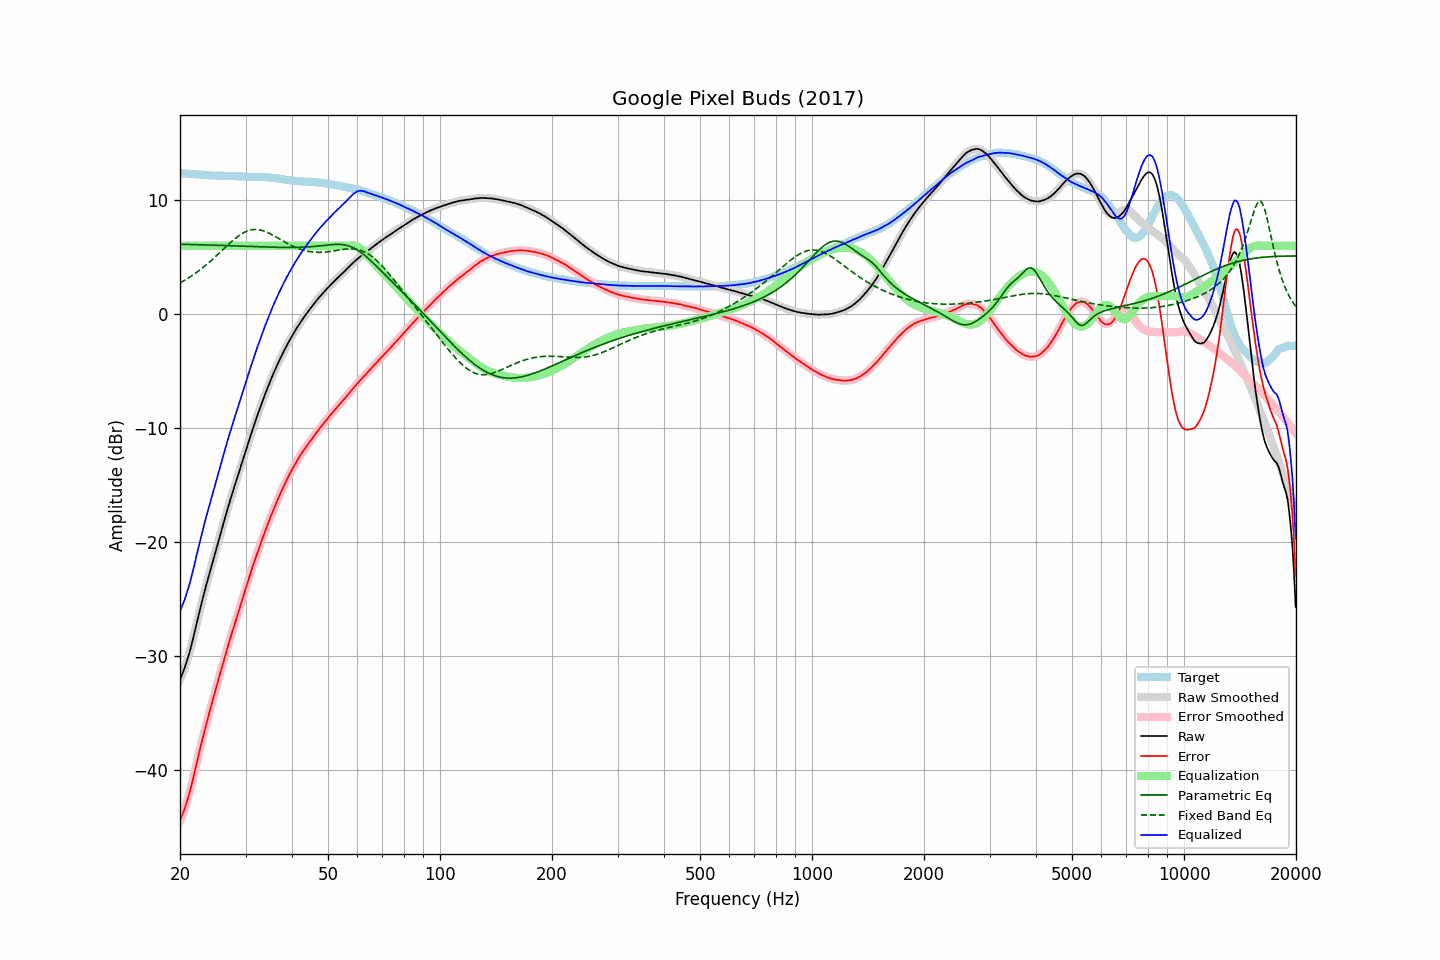 Google Pixel Buds (2017)
Amplitude (dBr)
10
0
−10
−20
−30
−40
20
50
100
200
500
1000
2000
5000
10000
20000
Frequency (Hz)
Target
Raw Smoothed
Error Smoothed
Raw
Error
Equalization
Parametric Eq
Fixed Band Eq
Equalized